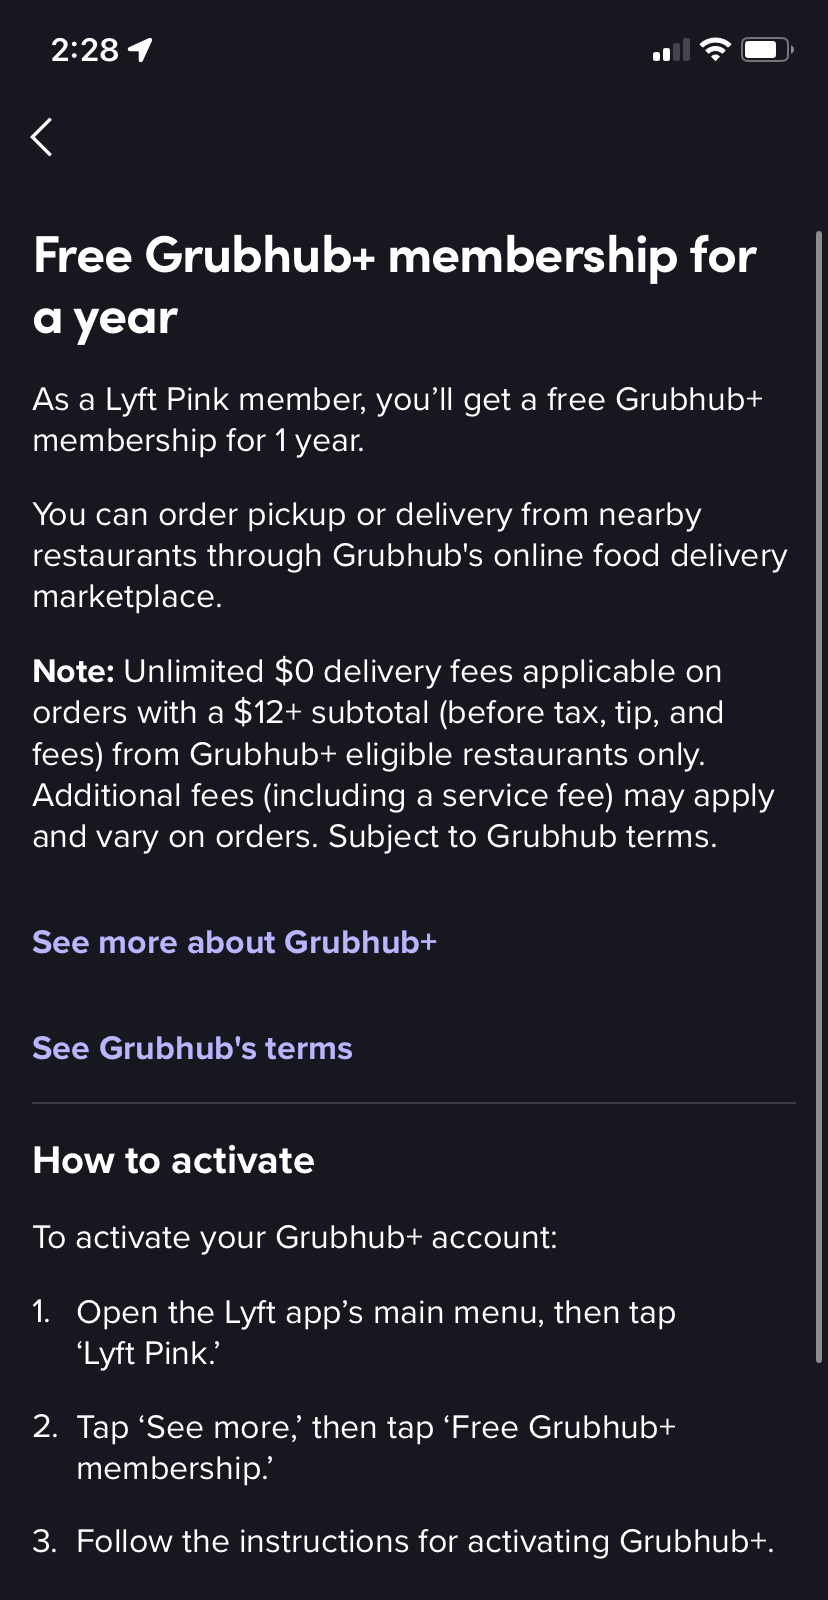 2:28
Free Grubhub+ membership for
a year
As a Lyft Pink member, you’ll get a free Grubhub+
membership for 1 year.
You can order pickup or delivery from nearby
restaurants through Grubhub's online food delivery
marketplace.
Note: Unlimited $0 delivery fees applicable on
orders with a $12+ subtotal (before tax, tip, and
fees) from Grubhub+ eligible restaurants only.
Additional fees (including a service fee) may apply
and vary on orders. Subject to Grubhub terms.
See more about Grubhub+
See Grubhub's terms
How to activate
To activate your Grubhub+ account:
1. Open the Lyft app’s main menu, then tap
‘Lyft Pink.’
2. Tap ‘See more,’ then tap ‘Free Grubhub+
membership.’
3. Follow the instructions for activating Grubhub+.